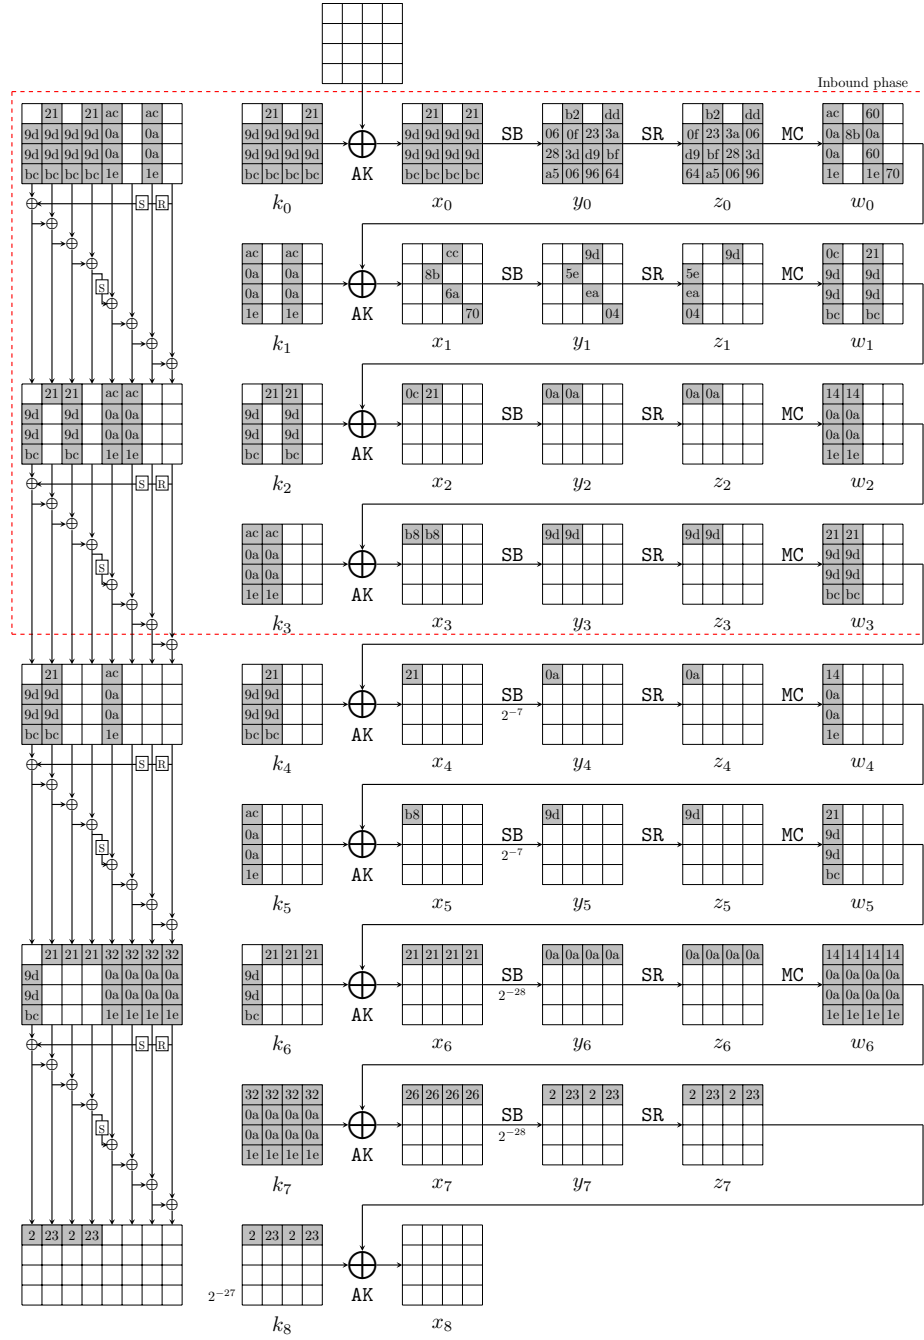 Inbound phase
21 21 ac ac 21 21 21 21 b2 dd b2 dd ac 60
9d 9d 9d 9d 0a 0a 9d 9d 9d 9d 9d 9d 9d 9d SB 06 0f 23 3a SR 0f 23 3a 06 MC 0a 8b 0a
9d 9d 9d 9d 0a 0a 9d 9d 9d 9d 9d 9d 9d 9d 28 3d d9 bf d9 bf 28 3d 0a 60
bc bc bc bc 1e 1e bc bc bc bc AK bc bc bc bc a5 06 96 64 64 a5 06 96 1e 1e 70
S R k0 x0 y0 z0 w0
ac ac cc 9d 9d 0c 21
0a 0a 8b SB 5e SR 5e MC 9d 9d
S 0a 0a 6a ea ea 9d 9d
1e 1e AK 70 04 04 bc bc
k1 x1 y1 z1 w1
21 21 ac ac 21 21 0c 21 0a 0a 0a 0a 14 14
9d 9d 0a 0a 9d 9d SB SR MC 0a 0a
9d 9d 0a 0a 9d 9d 0a 0a
bc bc 1e 1e bc bc AK 1e 1e
S R k2 x2 y2 z2 w2
ac ac b8 b8 9d 9d 9d 9d 21 21
0a 0a SB SR MC 9d 9d
S 0a 0a 9d 9d
1e 1e AK bc bc
k3 x3 y3 z3 w3
21 ac 21 21 0a 0a 14
9d 9d 0a 9d 9d SB SR MC 0a
9d 9d 0a 9d 9d 2−7 0a
bc bc 1e bc bc AK 1e
S R k4 x4 y4 z4 w4
ac b8 9d 9d 21
0a SB SR MC 9d
S 0a 2−7 9d
1e AK bc
k5 x5 y5 z5 w5
21 21 21 32 32 32 32 21 21 21 21 21 21 21 0a 0a 0a 0a 0a 0a 0a 0a 14 14 14 14
9d 0a 0a 0a 0a 9d SB SR MC 0a 0a 0a 0a
9d 0a 0a 0a 0a 9d 2−28 0a 0a 0a 0a
bc 1e 1e 1e 1e bc AK 1e 1e 1e 1e
S R k6 x6 y6 z6 w6
32 32 32 32 26 26 26 26 2 23 2 23 2 23 2 23
0a 0a 0a 0a SB SR
S 0a 0a 0a 0a 2−28
1e 1e 1e 1e AK
k7 x7 y7 z7
2 23 2 23 2 23 2 23
2−27 AK
k8 x8